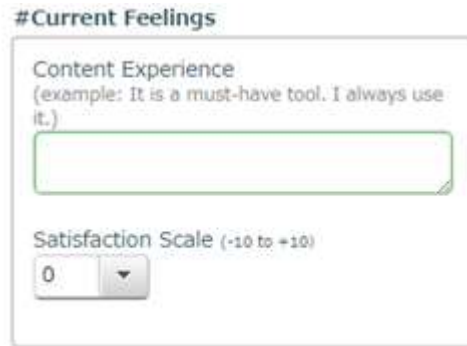 #Current Feelings
Content Experience
(example: It is a must-have tool. I always use
it.)
Satisfaction Scale (-10 to +10)
0